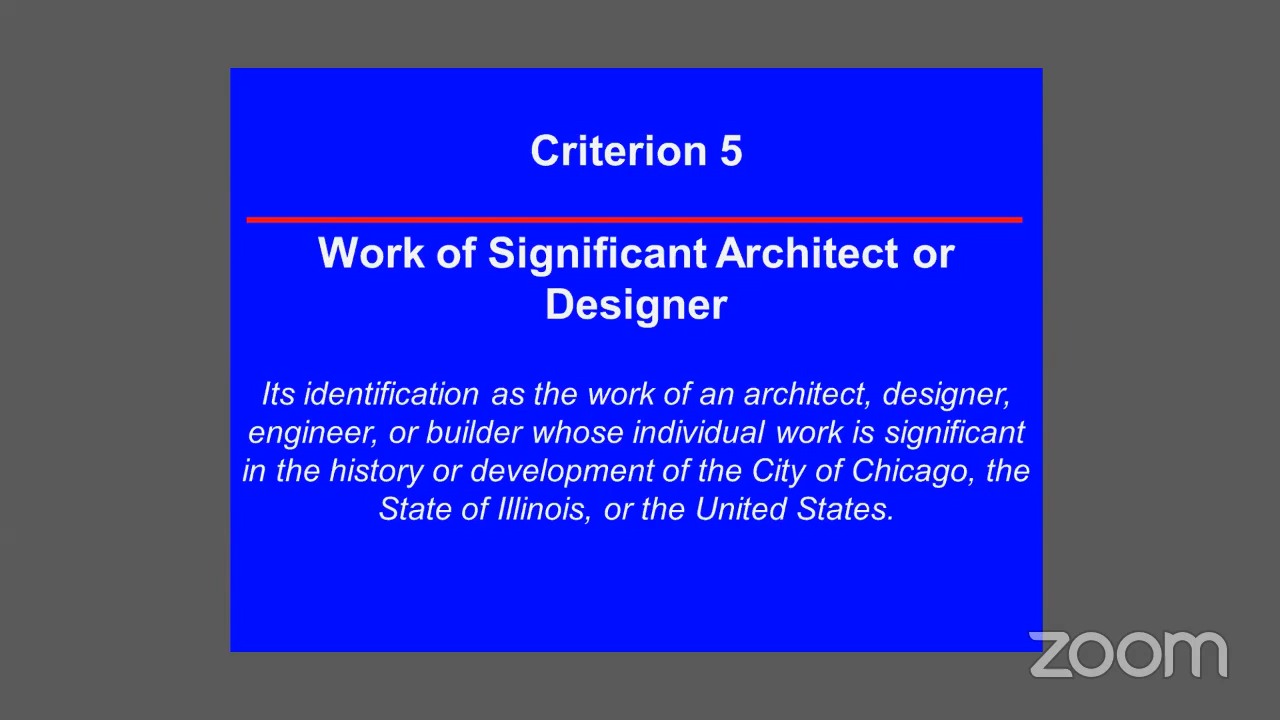 Criterion 5
Work of Significant Architect or
Designer
Its identification as the work of an architect, designer,
engineer, or builder whose individual work is significant
in the history or development of the City of Chicago, the
State of Illinois, or the United States.
zoom